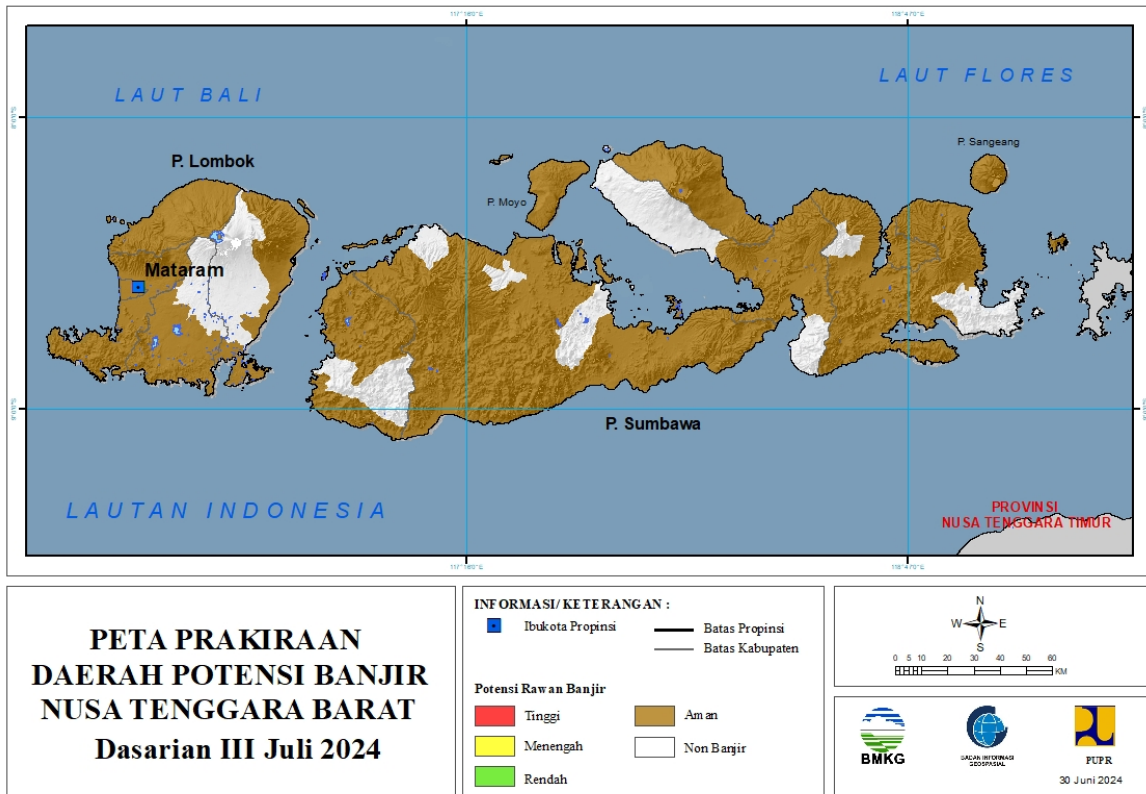 LAUT BALI
LAUT FLORES
P. Lombok
P. Sangeang
P. Moyo
Mataram
P. Sumbawa
LAUTAN INDONESIA
PROVINSI
NUSA TENGGARA TIMUR
PETA PRAKIRAAN
DAERAH POTENSI BANJIR
NUSA TENGGARA BARAT
Dasarian III Juli 2024
INFORMASI/ KETERANGAN :
Ibukota Propinsi
Batas Propinsi
Batas Kabupaten
Potensi Rawan Banjir
Tinggi
Aman
Menengah
Non Banjir
Rendah
N
W E
S
0 5 10 20 30 40 50 60
KM
BMKG
BADAN INFORMASI
GEOSPASIAL
PUPR
30 Juni 2024